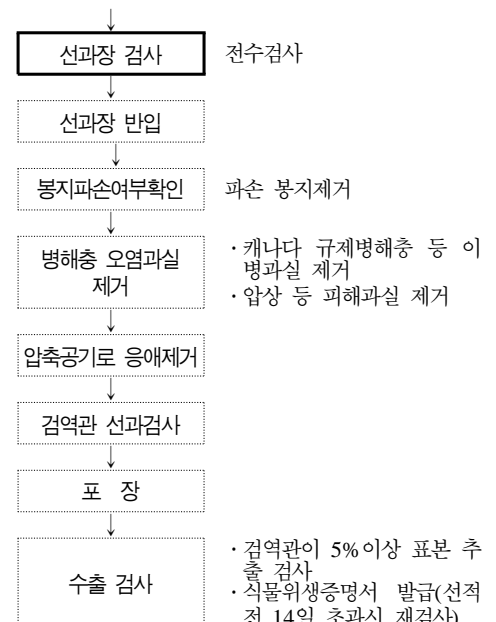 선과장 검사
전수검사
선과장 반입
봉지파손여부확인
파손 봉지제거
병해충 오염과실
제거
· 캐나다 규제병해충 등 이
병과실 제거
· 압상 등 피해과실 제거
압축공기로 응애제거
검역관 선과검사
포 장
수출 검사
· 검역관이 5%이상 표본 추
출 검사
· 식물위생증명서 발급(선적
전 14일 초과시 재검사)